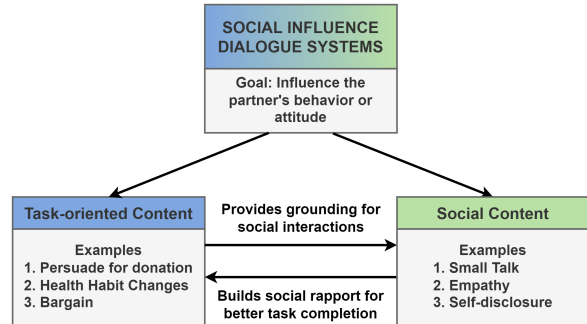 SOCIAL INFLUENCE
DIALOGUE SYSTEMS
Goal: Influence the
partner's behavior or
attitude
Task-oriented Content
Examples
1. Persuade for donation
2. Health Habit Changes
3. Bargain
Provides grounding for
social interactions
Builds social rapport for
better task completion
Social Content
Examples
1. Small Talk
2. Empathy
3. Self-disclosure